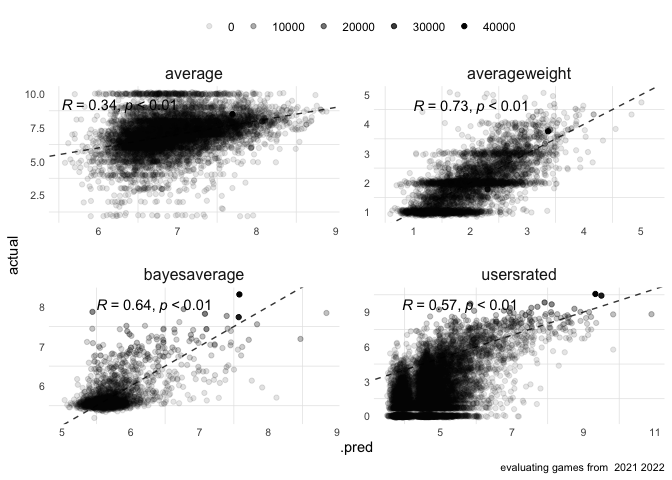 0 10000 20000 30000 40000
average averageweight
10.0
7.5
5.0
2.5
R = 0.34, p < 0.01
6 7 8 9
5
4
3
2
1
R = 0.73, p < 0.01
1 2 3 4 5
actual
bayesaverage usersrated
8
7
6
R = 0.64, p < 0.01
5 6 7 8 9
9
6
3
0
R = 0.57, p < 0.01
5 7 9 11
.pred
evaluating games from 2021 2022